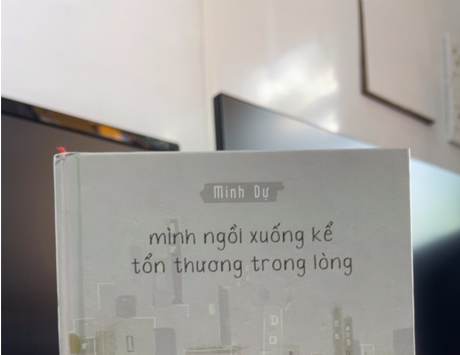 Minh Dự
mình ngồi xuống kể
tổn thương trong lòng